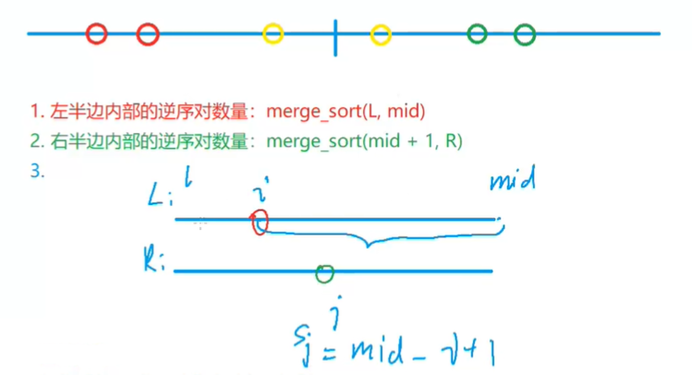 1. 左半边内部的逆序对数量：merge_sort(L, mid)
2. 右半边内部的逆序对数量：merge_sort(mid + 1, R)
3.
L: l i mid
R:
j
Sj = mid - i + 1